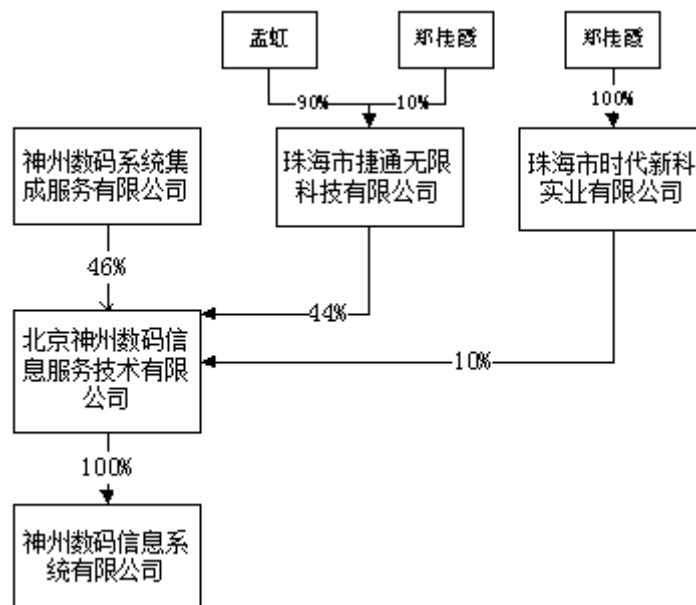 孟虹
郑桂霞
郑桂霞
90%
10%
100%
神州数码系统集
成服务有限公司
珠海市捷通无限
科技有限公司
珠海市时代新科
实业有限公司
46%
44%
北京神州数码信
息服务技术有限
公司
10%
100%
神州数码信息系
统有限公司